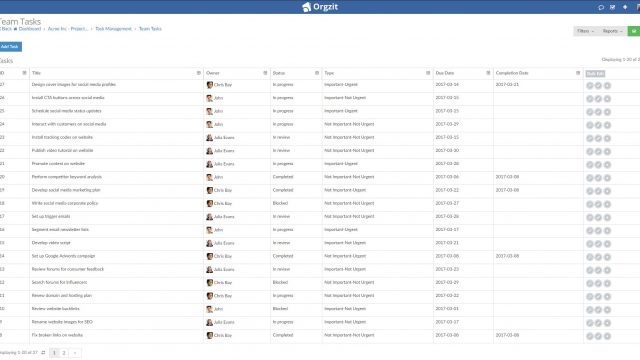 Orgzit
Team Tasks
Back Dashboard / Acme Inc - Project... > Task Management > Team Tasks
Filters Reports
Add Task
Tasks
Displaying 1-20 of
ID Title Owner Status Type Due Date Completion Date Bulk Edit
27 Design cover images for social media profiles Chris Bay In progress Important-Urgent 2017-03-14 2017-03-21
26 Install CTA buttons across social media John In progress Important-Not Urgent 2017-03-15
25 Schedule social media status updates John In progress Important-Urgent 2017-03-15
24 Interact with customers on social media John In progress Not Important-Not Urgent 2017-03-29
23 Install tracking codes on website Julia Evans In review Not Important-Not Urgent 2017-03-15
22 Publish video tutorial on website Julia Evans In review Not Important-Not Urgent 2017-03-30
21 Promote content on website Julia Evans In progress Important-Urgent 2017-03-28
20 Perform competitor keyword analysis John Completed Not Important-Urgent 2017-03-06 2017-03-08
19 Develop social media marketing plan Chris Bay Completed Not Important-Urgent 2017-03-22 2017-03-08
18 Write social media corporate policy Chris Bay Blocked Not Important-Urgent 2017-03-27
17 Set up trigger emails Julia Evans In review Not Important-Urgent 2017-03-28
16 Segment email newsletter lists John In progress Important-Not Urgent 2017-03-17
15 Develop video script Julia Evans In review Important-Not Urgent 2017-03-21
14 Set up Google Adwords campaign Chris Bay Completed Important-Not Urgent 2017-03-08 2017-03-08
13 Review forums for consumer feedback Julia Evans In review Important-Not Urgent 2017-03-23
12 Search forums for influencers Chris Bay Blocked Not Important-Not Urgent 2017-03-29
11 Renew domain and hosting plan Chris Bay In progress Not Important-Not Urgent 2017-03-10
10 Review website backlinks John Blocked Not Important-Not Urgent 2017-03-31
9 Rename website images for SEO Julia Evans In progress Important-Urgent 2017-03-17
8 Fix broken links on website Chris Bay Completed Not Important-Not Urgent 2017-03-08 2017-03-08
Displaying 1-20 of 27 1 2 >